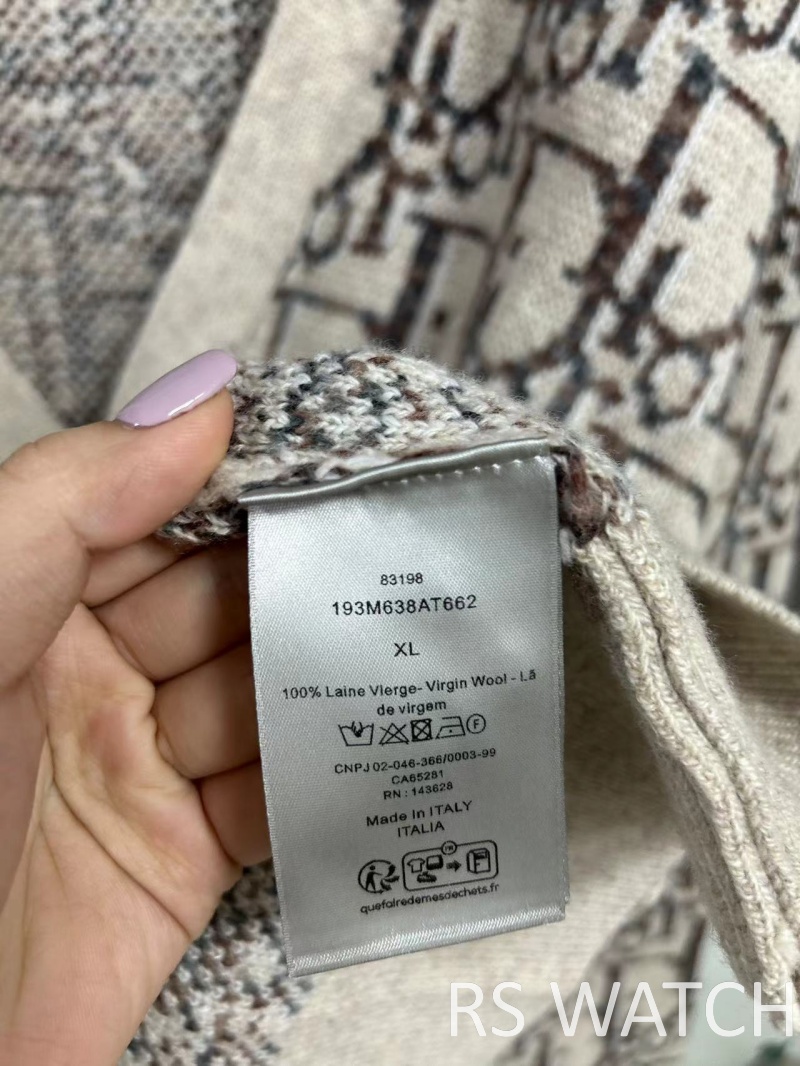 83198
193M638AT662
XL
100% Laine Vierge- Virgin Wool - Lã
de virgem
F
CNPJ 02-046-366/0003-99
CA65281
RN : 143628
Made in ITALY
ITALIA
FR
quefairedemesdechets.fr
RS WATCH